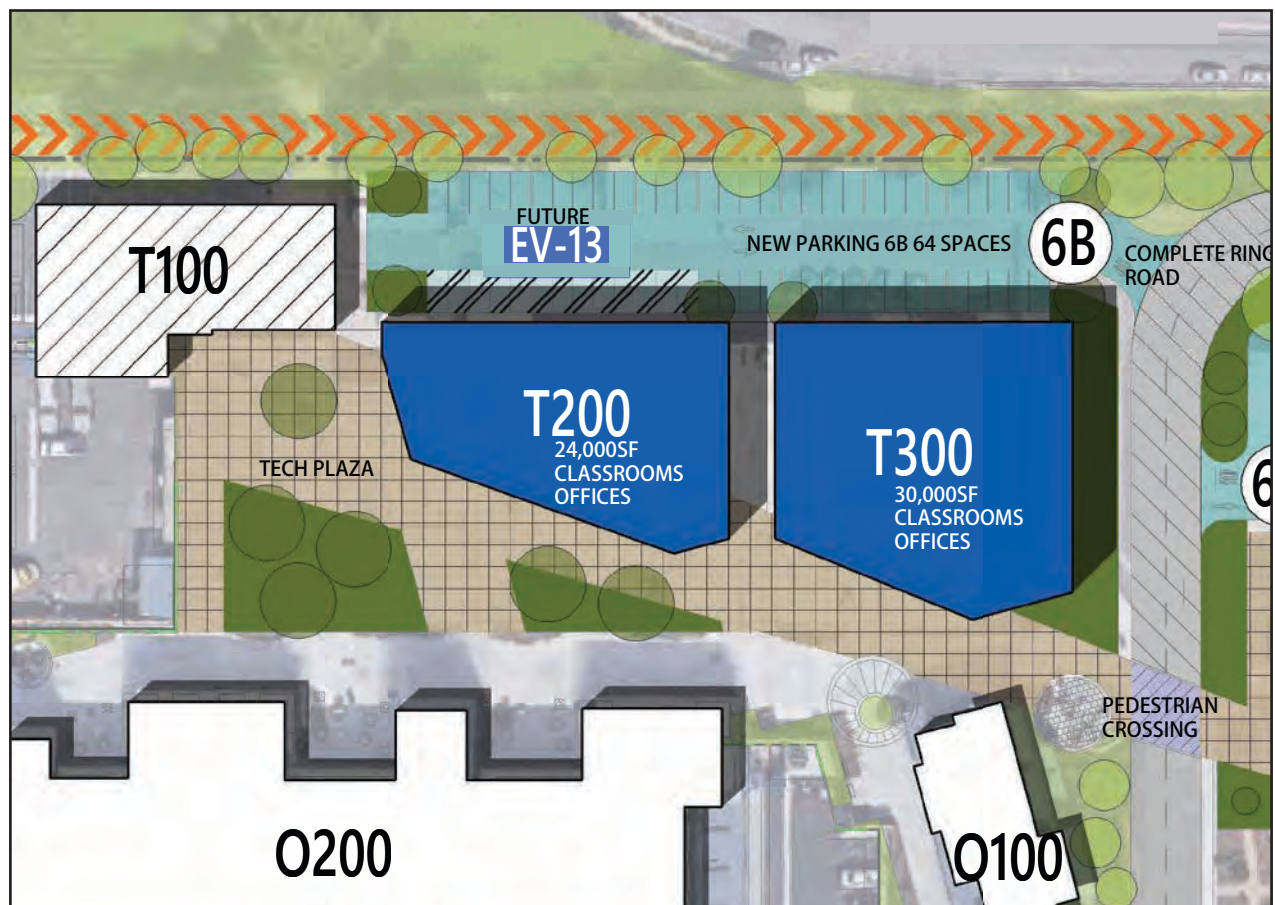 FUTURE
EV-13
NEW PARKING 6B 64 SPACES
6B
COMPLETE RING
ROAD
T100
T200
24,000SF
CLASSROOMS
OFFICES
T300
30,000SF
CLASSROOMS
OFFICES
TECH PLAZA
6
PEDESTRIAN
CROSSING
O200
O100